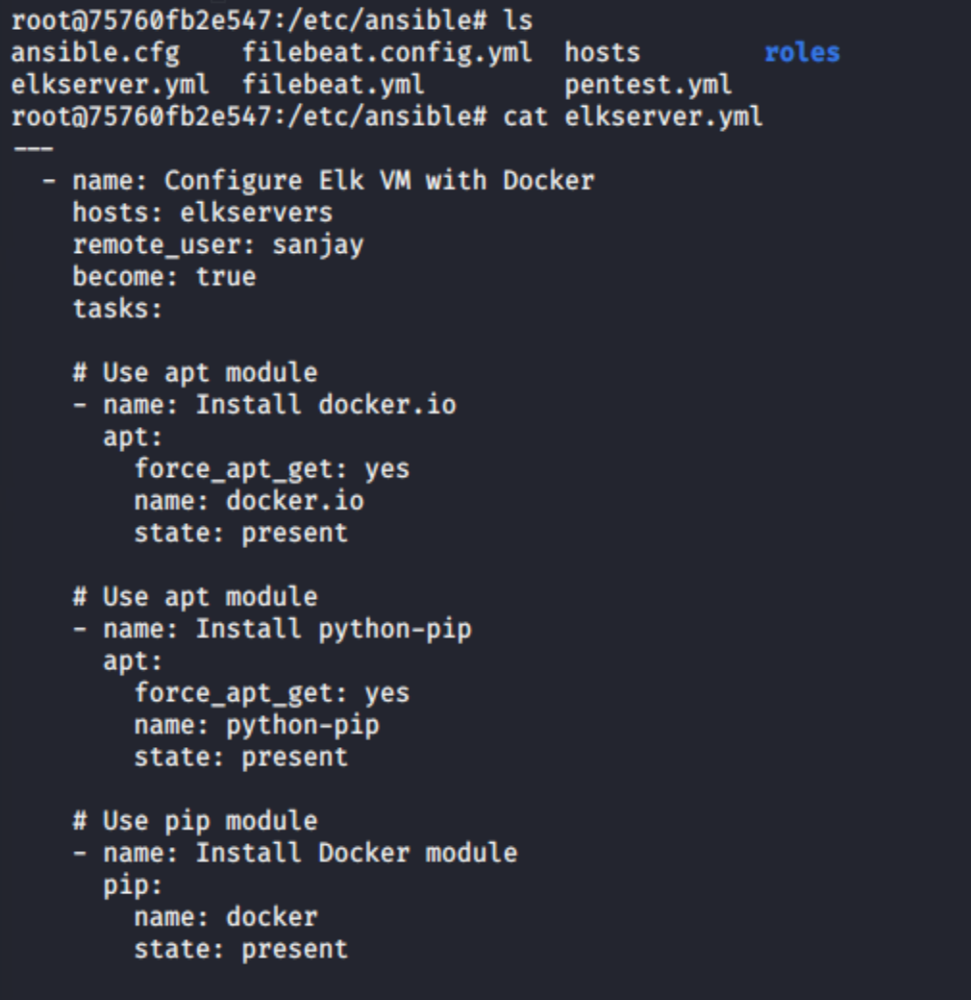 root@75760fb2e547:/etc/ansible# ls
ansible.cfg    filebeat.config.yml  hosts        roles
elkserver.yml  filebeat.yml         pentest.yml
root@75760fb2e547:/etc/ansible# cat elkserver.yml
---
  - name: Configure Elk VM with Docker
    hosts: elkservers
    remote_user: sanjay
    become: true
    tasks:

    # Use apt module
    - name: Install docker.io
      apt:
        force_apt_get: yes
        name: docker.io
        state: present

    # Use apt module
    - name: Install python-pip
      apt:
        force_apt_get: yes
        name: python-pip
        state: present

    # Use pip module
    - name: Install Docker module
      pip:
        name: docker
        state: present